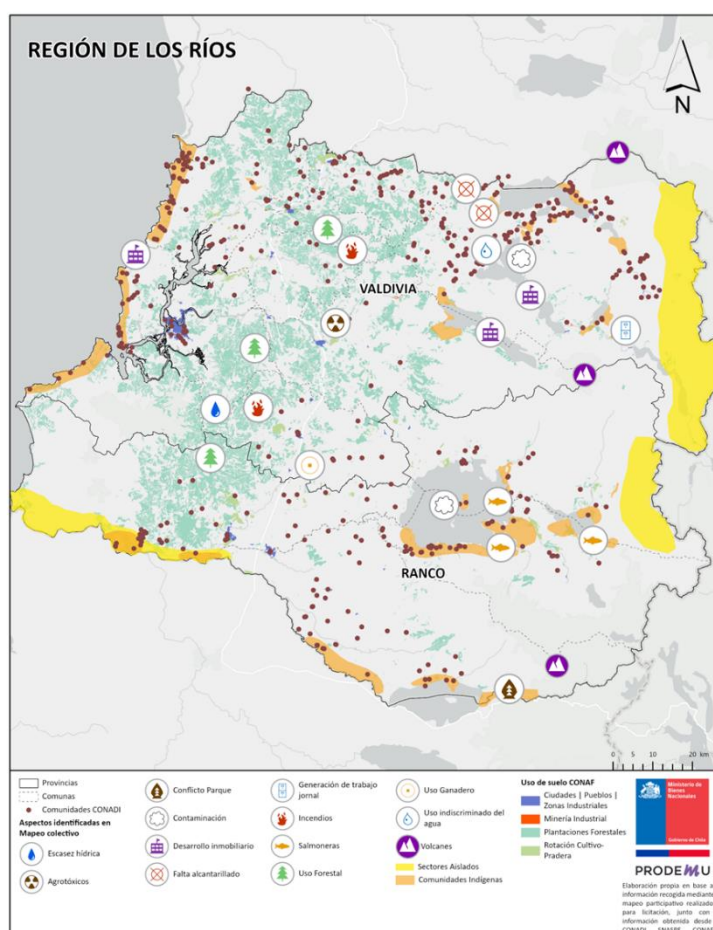 REGIÓN DE LOS RÍOS
N
VALDIVIA
RANCO
0 5 10 20 km
Provincias
Comunas
Comunidades CONADI
Aspectos identificadas en
Mapeo colectivo
Escasez hídrica
Agrotóxicos
Conflicto Parque
Contaminación
Desarrollo inmobiliario
Falta alcantarillado
Generación de trabajo
jornal
Incendios
Salmoneras
Uso Forestal
Uso Ganadero
Uso indiscriminado del
agua
Volcanes
Sectores Aislados
Comunidades Indígenas
Uso de suelo CONAF
Ciudades | Pueblos |
Zonas Industriales
Minería Industrial
Plantaciones Forestales
Rotación Cultivo-
Pradera
Ministerio de
Bienes
Nacionales
Gobierno de Chile
PRODEMU
Elaboración propia en base a
información recogida mediante
mapeo participativo realizado
para licitación, junto con
información obtenida desde